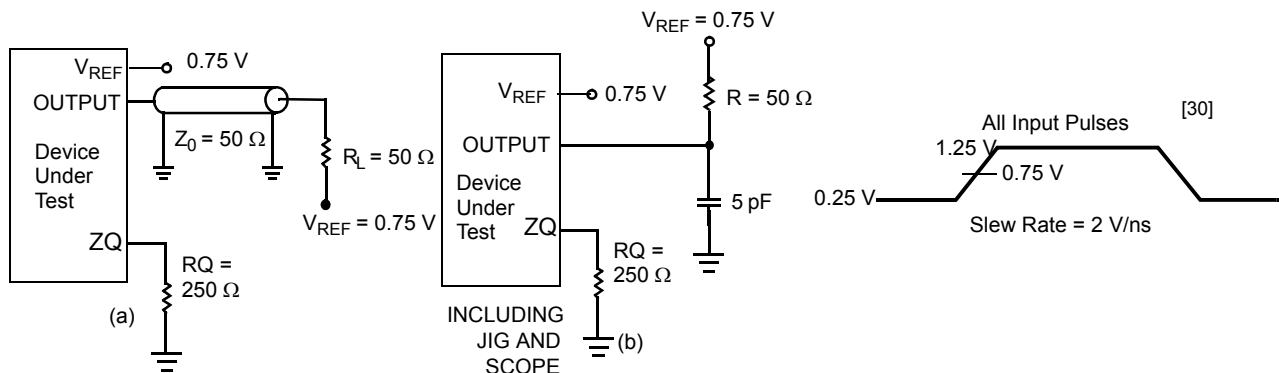 V_REF
0.75 V
OUTPUT
Z_0 = 50 Ω
Device
Under
Test
R_L = 50 Ω
V_REF = 0.75 V
ZQ
RQ =
250 Ω
(a)
V_REF = 0.75 V
V_REF
0.75 V
R = 50 Ω
OUTPUT
Device
Under
Test
5 pF
ZQ
RQ =
250 Ω
INCLUDING
JIG AND
SCOPE
(b)
[30]
All Input Pulses
1.25 V
0.75 V
0.25 V
Slew Rate = 2 V/ns